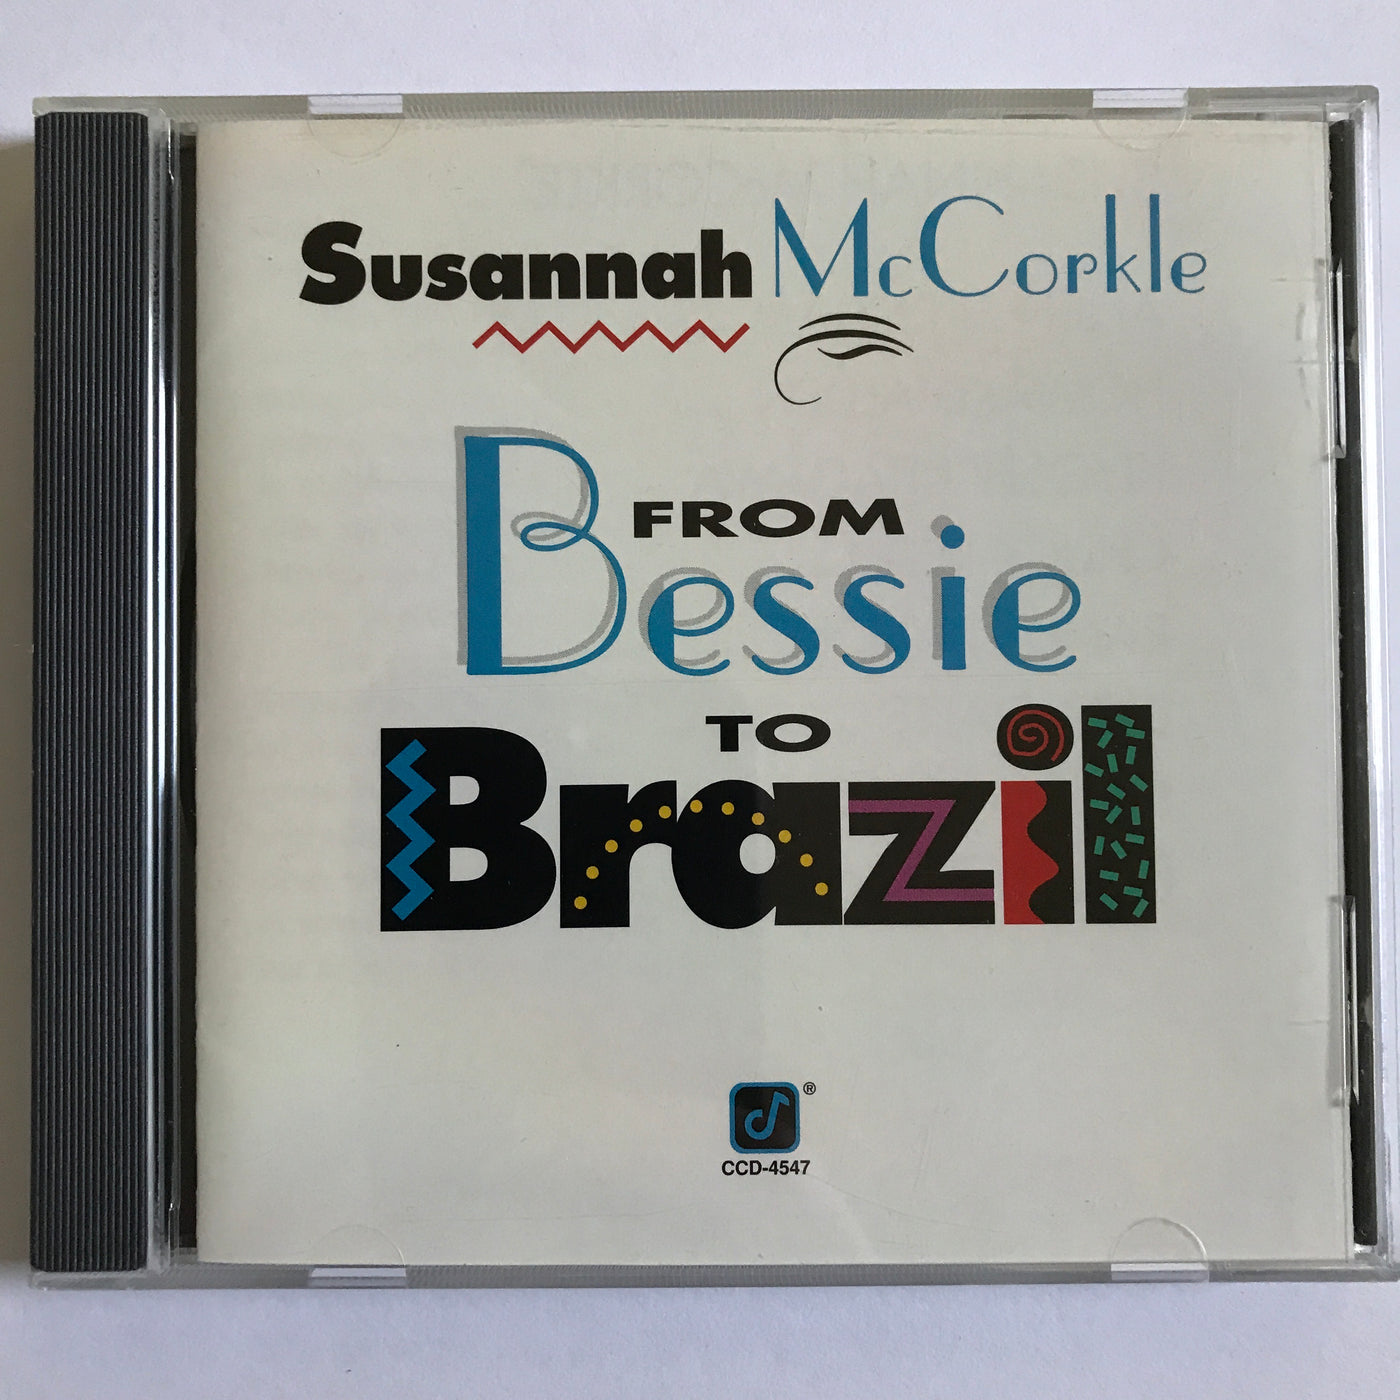 Susannah McCorkle
FROM
Bessie
TO
Brazil
®
CCD-4547